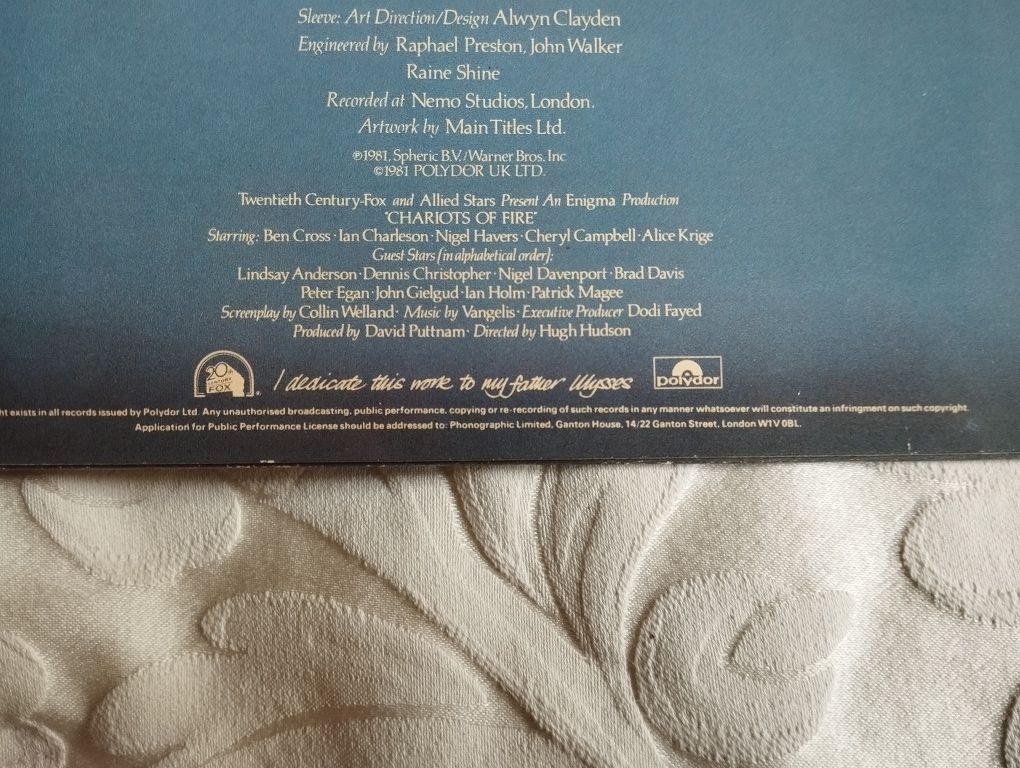 Sleeve: Art Direction/Design Alwyn Clayden
Engineered by Raphael Preston, John Walker
Raine Shine
Recorded at Nemo Studios, London.
Artwork by Main Titles Ltd.
℗1981, Spheric B.V./Warner Bros. Inc
©1981 POLYDOR UK LTD.
Twentieth Century-Fox and Allied Stars Present An Enigma Production
"CHARIOTS OF FIRE"
Starring: Ben Cross · Ian Charleson · Nigel Havers · Cheryl Campbell · Alice Krige
Guest Stars (in alphabetical order):
Lindsay Anderson · Dennis Christopher · Nigel Davenport · Brad Davis
Peter Egan · John Gielgud · Ian Holm · Patrick Magee
Screenplay by Collin Welland · Music by Vangelis · Executive Producer Dodi Fayed
Produced by David Puttnam · Directed by Hugh Hudson
20th CENTURY FOX ® I dedicate this work to my father Ulysses polydor
ht exists in all records issued by Polydor Ltd. Any unauthorised broadcasting, public performance, copying or re-recording of such records in any manner whatsoever will constitute an infringment on such copyright.
Application for Public Performance License should be addressed to: Phonographic Limited, Ganton House, 14/22 Ganton Street, London W1V 0BL.